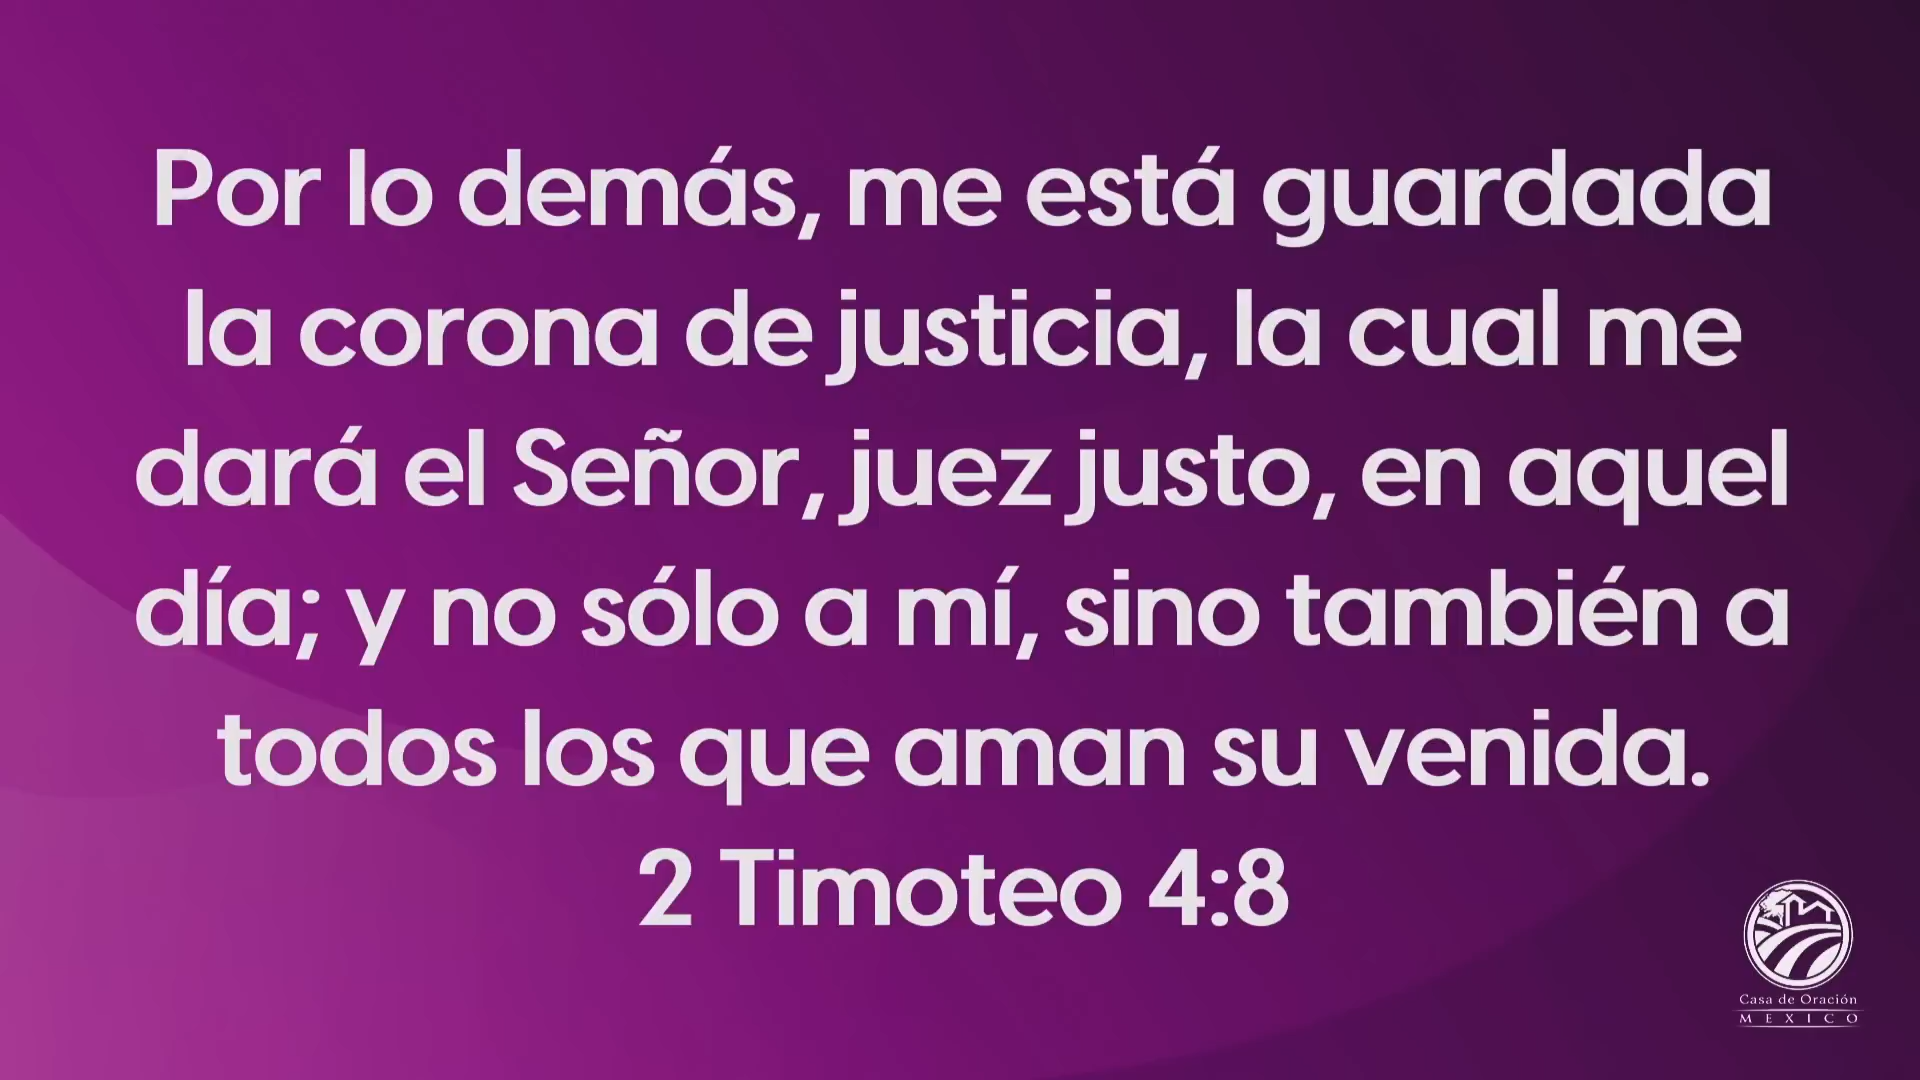 Por lo demás, me está guardada
la corona de justicia, la cual me
dará el Señor, juez justo, en aquel
día; y no sólo a mí, sino también a
todos los que aman su venida.
2 Timoteo 4:8
Casa de Oración
MEXICO